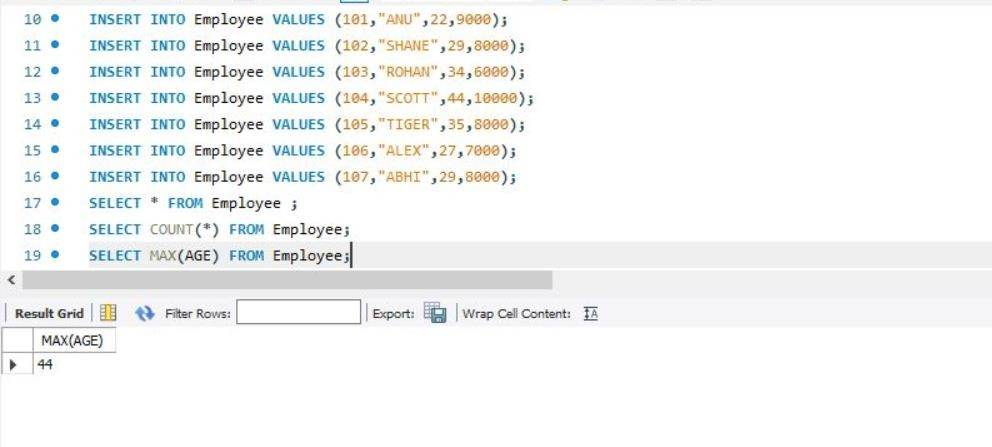 10 INSERT INTO Employee VALUES (101,"ANU",22,9000);
11 INSERT INTO Employee VALUES (102,"SHANE",29,8000);
12 INSERT INTO Employee VALUES (103,"ROHAN",34,6000);
13 INSERT INTO Employee VALUES (104,"SCOTT",44,10000);
14 INSERT INTO Employee VALUES (105,"TIGER",35,8000);
15 INSERT INTO Employee VALUES (106,"ALEX",27,7000);
16 INSERT INTO Employee VALUES (107,"ABHI",29,8000);
17 SELECT * FROM Employee ;
18 SELECT COUNT(*) FROM Employee;
19 SELECT MAX(AGE) FROM Employee;
Result Grid Filter Rows: Export: Wrap Cell Content:
MAX(AGE)
44